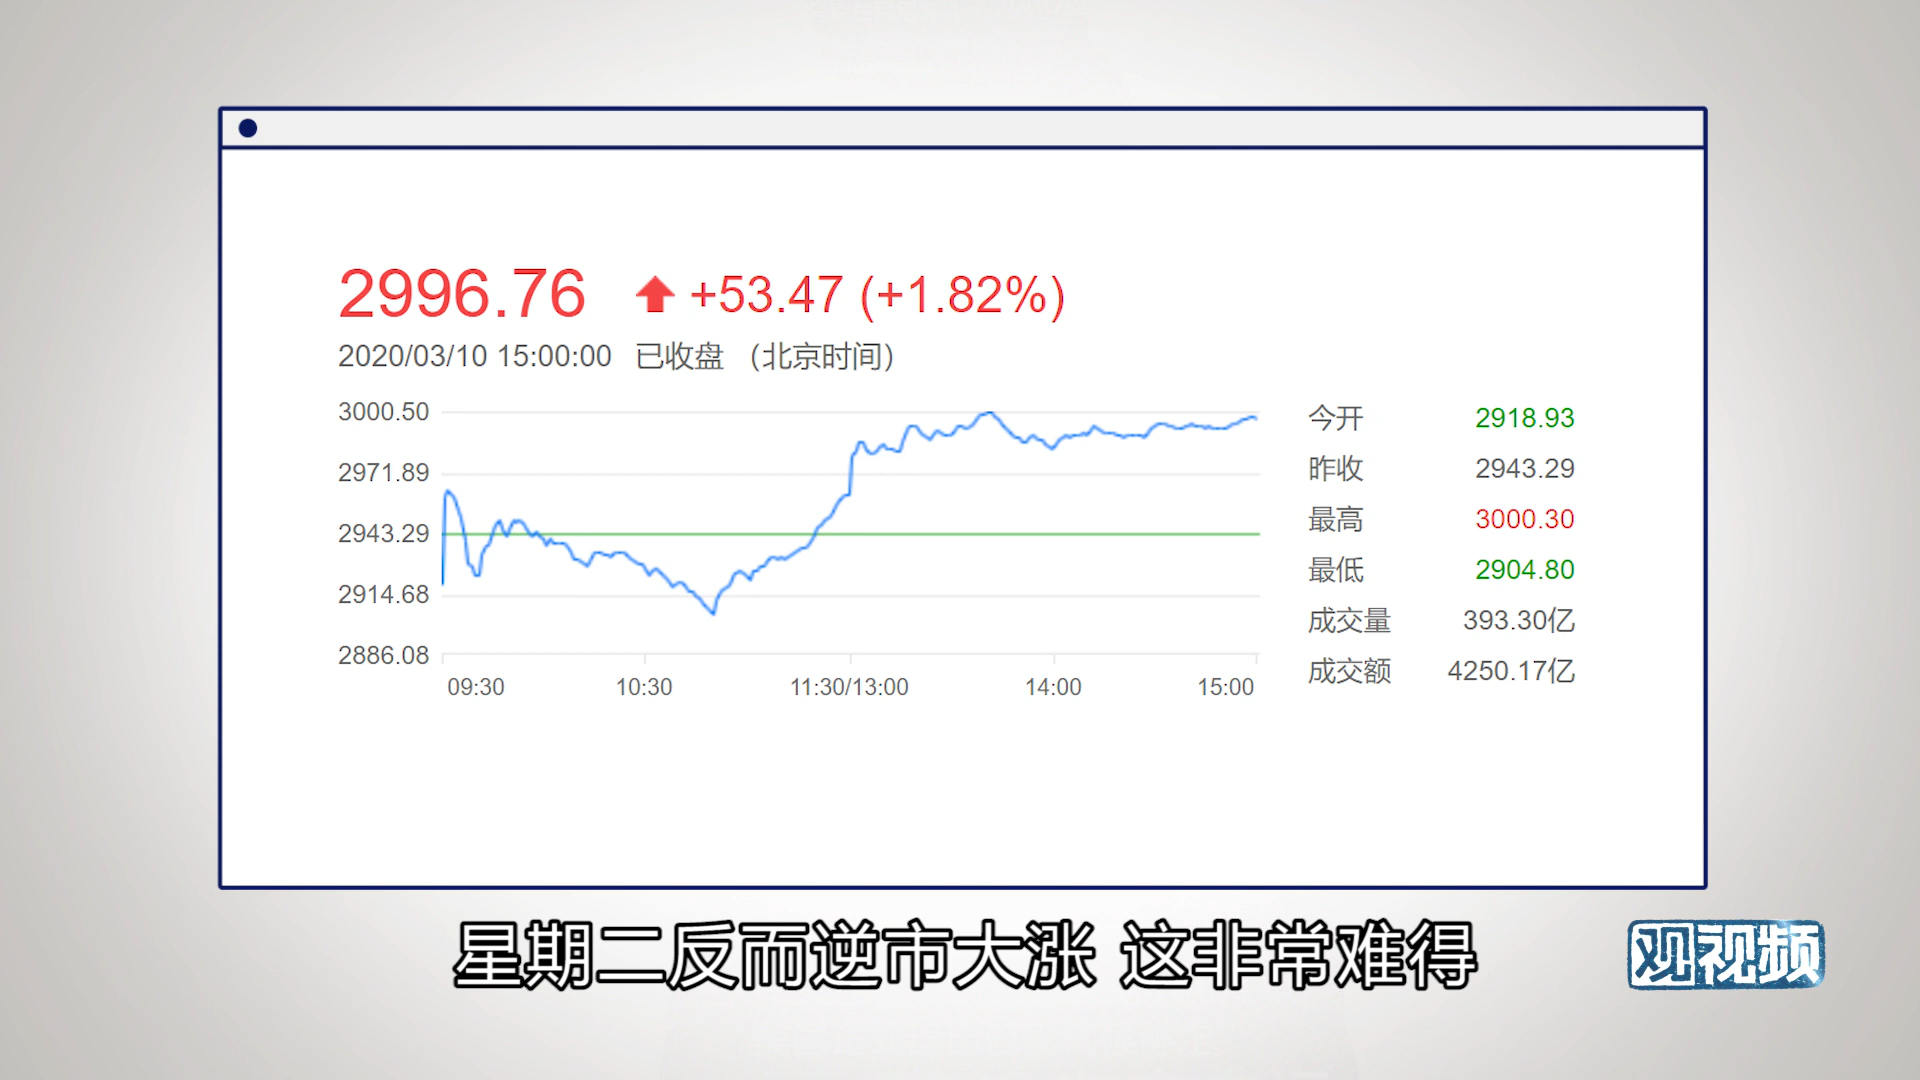 2996.76 +53.47 (+1.82%)
2020/03/10 15:00:00 已收盘 （北京时间）
3000.50
2971.89
2943.29
2914.68
2886.08
09:30 10:30 11:30/13:00 14:00 15:00
今开 2918.93
昨收 2943.29
最高 3000.30
最低 2904.80
成交量 393.30亿
成交额 4250.17亿
星期二反而逆市大涨 这非常难得
观视频